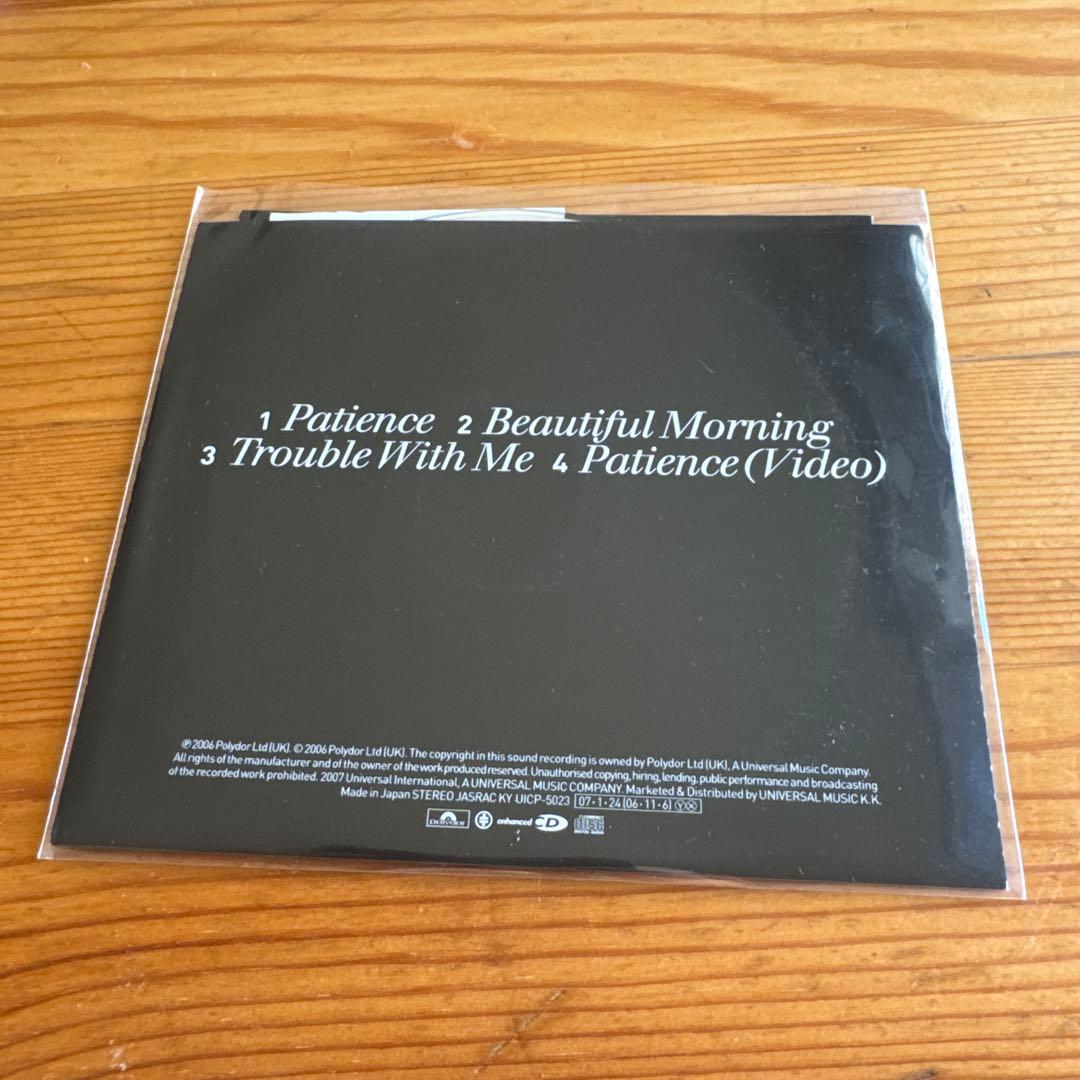 1 Patience 2 Beautiful Morning
3 Trouble With Me 4 Patience (Video)
℗ 2006 Polydor Ltd (UK). © 2006 Polydor Ltd (UK). The copyright in this sound recording is owned by Polydor Ltd (UK), A Universal Music Company.
All rights of the manufacturer and of the owner of the work produced reserved. Unauthorised copying, hiring, lending, public performance and broadcasting
of the recorded work prohibited. 2007 Universal International, A UNIVERSAL MUSIC COMPANY. Marketed & Distributed by UNIVERSAL MUSIC K.K.
Made in Japan STEREO JASRAC KY-UICP-5023 07·1·24 (06·11·6) Ⓨ Ⓧ
polydor enhanced CD COMPACT disc DIGITAL AUDIO